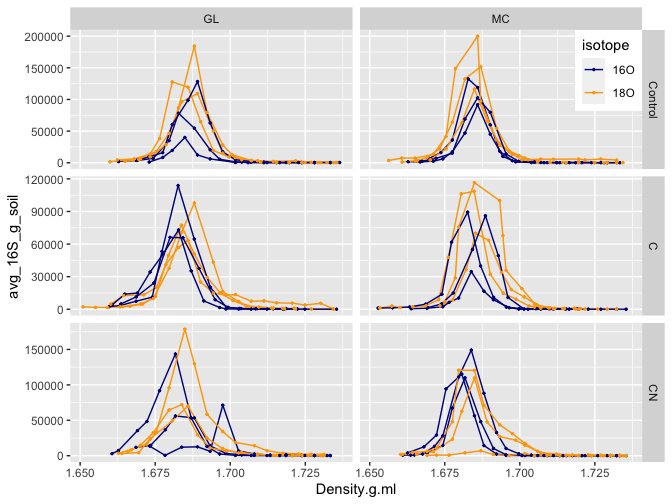 GL MC
isotope
16O
18O
200000
150000
100000
50000
0
Control
120000
90000
60000
30000
0
C
150000
100000
50000
0
CN
avg_16S_g_soil
1.650 1.675 1.700 1.725 1.650 1.675 1.700 1.725
Density.g.ml